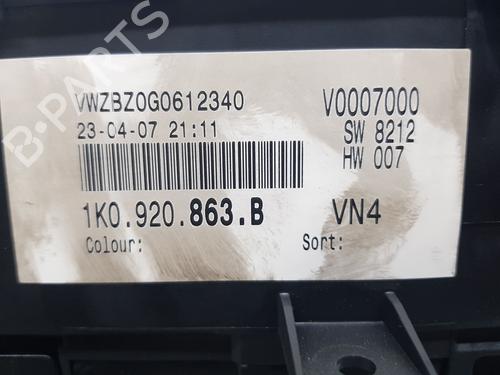 B-PARTS
VWZBZ0G0612340
V0007000
23-04-07 21:11
SW 8212
HW 007
1K0.920.863.B
VN4
Colour:
Sort: